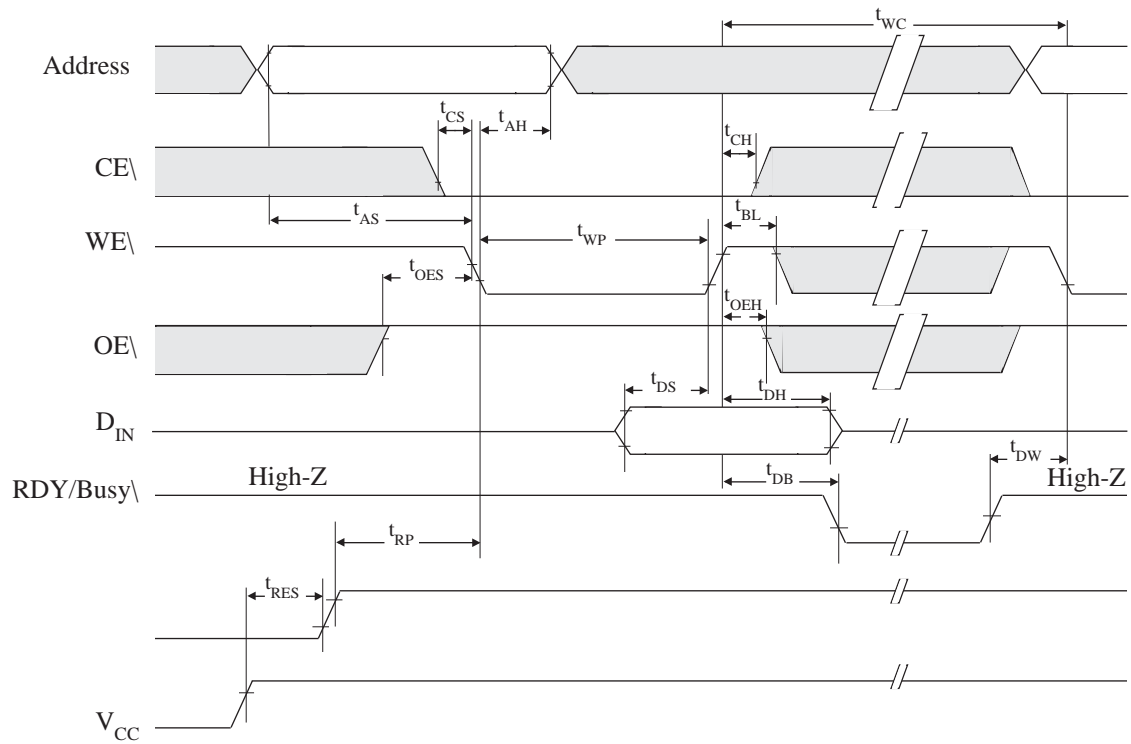 t_WC
Address
t_CS
t_AH
t_CH
CE\
t_AS
t_BL
WE\
t_WP
t_OES
t_OEH
OE\
t_DS
t_DH
D_IN
t_DW
High-Z
High-Z
RDY/Busy\
t_DB
t_RP
t_RES
V_CC